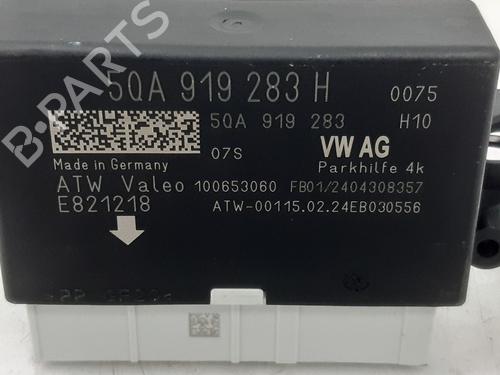 B-PARTS
5QA 919 283 H 0075
5QA 919 283 H10
07S VW AG
Made in Germany Parkhilfe 4k
ATW Valeo 100653060 FB01/2404308357
E821218 ATW-00115.02.24EB030556